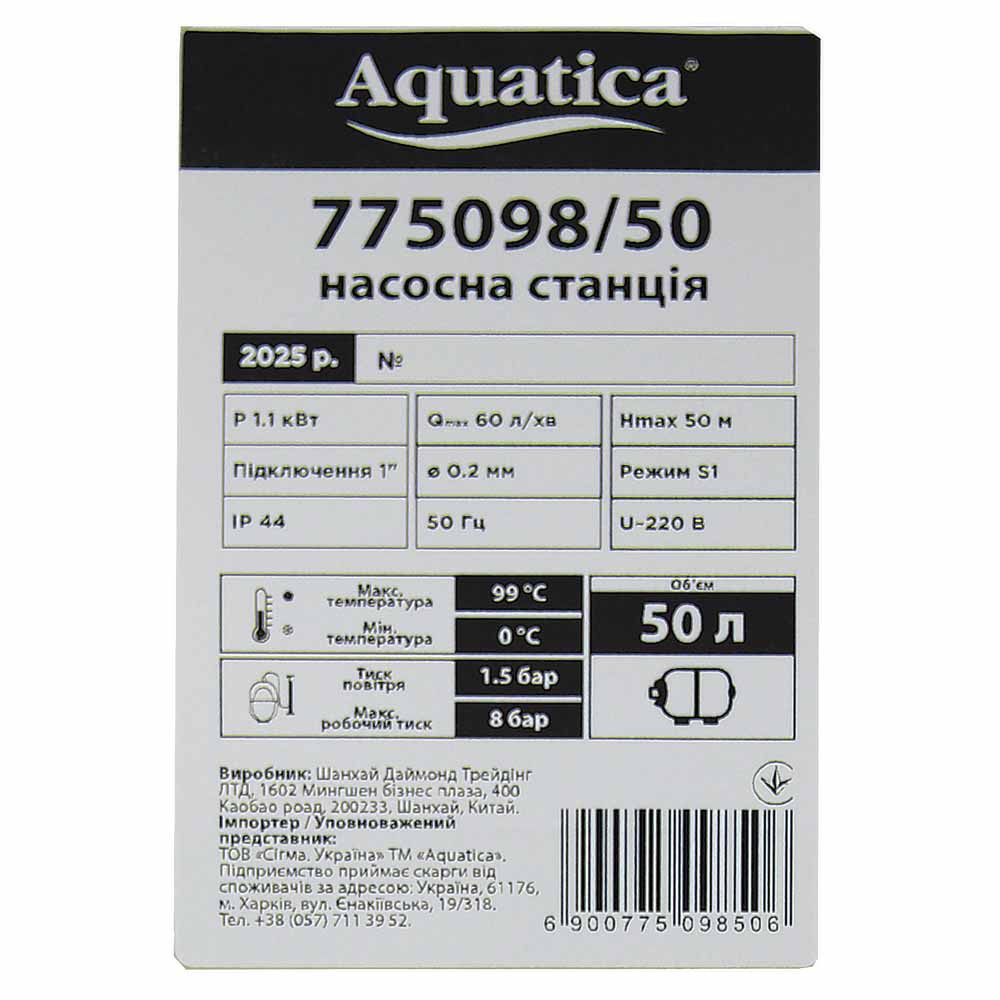 Aquatica®
775098/50
насосна станція
2025 р. №
P 1.1 кВт Qmax 60 л/хв Hmax 50 м
Підключення 1" ø 0.2 мм Режим S1
IP 44 50 Гц U~220 В
Макс. температура 99 °C
Мін. температура 0 °C
Об'єм
50 л
Тиск повітря 1.5 бар
Макс. робочий тиск 8 бар
Виробник: Шанхай Даймонд Трейдінг
ЛТД, 1602 Мингшен бізнес плаза, 400
Каобао роад, 200233, Шанхай, Китай.
Імпортер / Уповноважений
представник:
ТОВ «Сігма. Україна» ТМ «Aquatica».
Підприємство приймає скарги від
споживачів за адресою: Україна, 61176,
м. Харків, вул. Єнакіївська, 19/318.
Тел. +38 (057) 711 39 52.
6 900775 098506